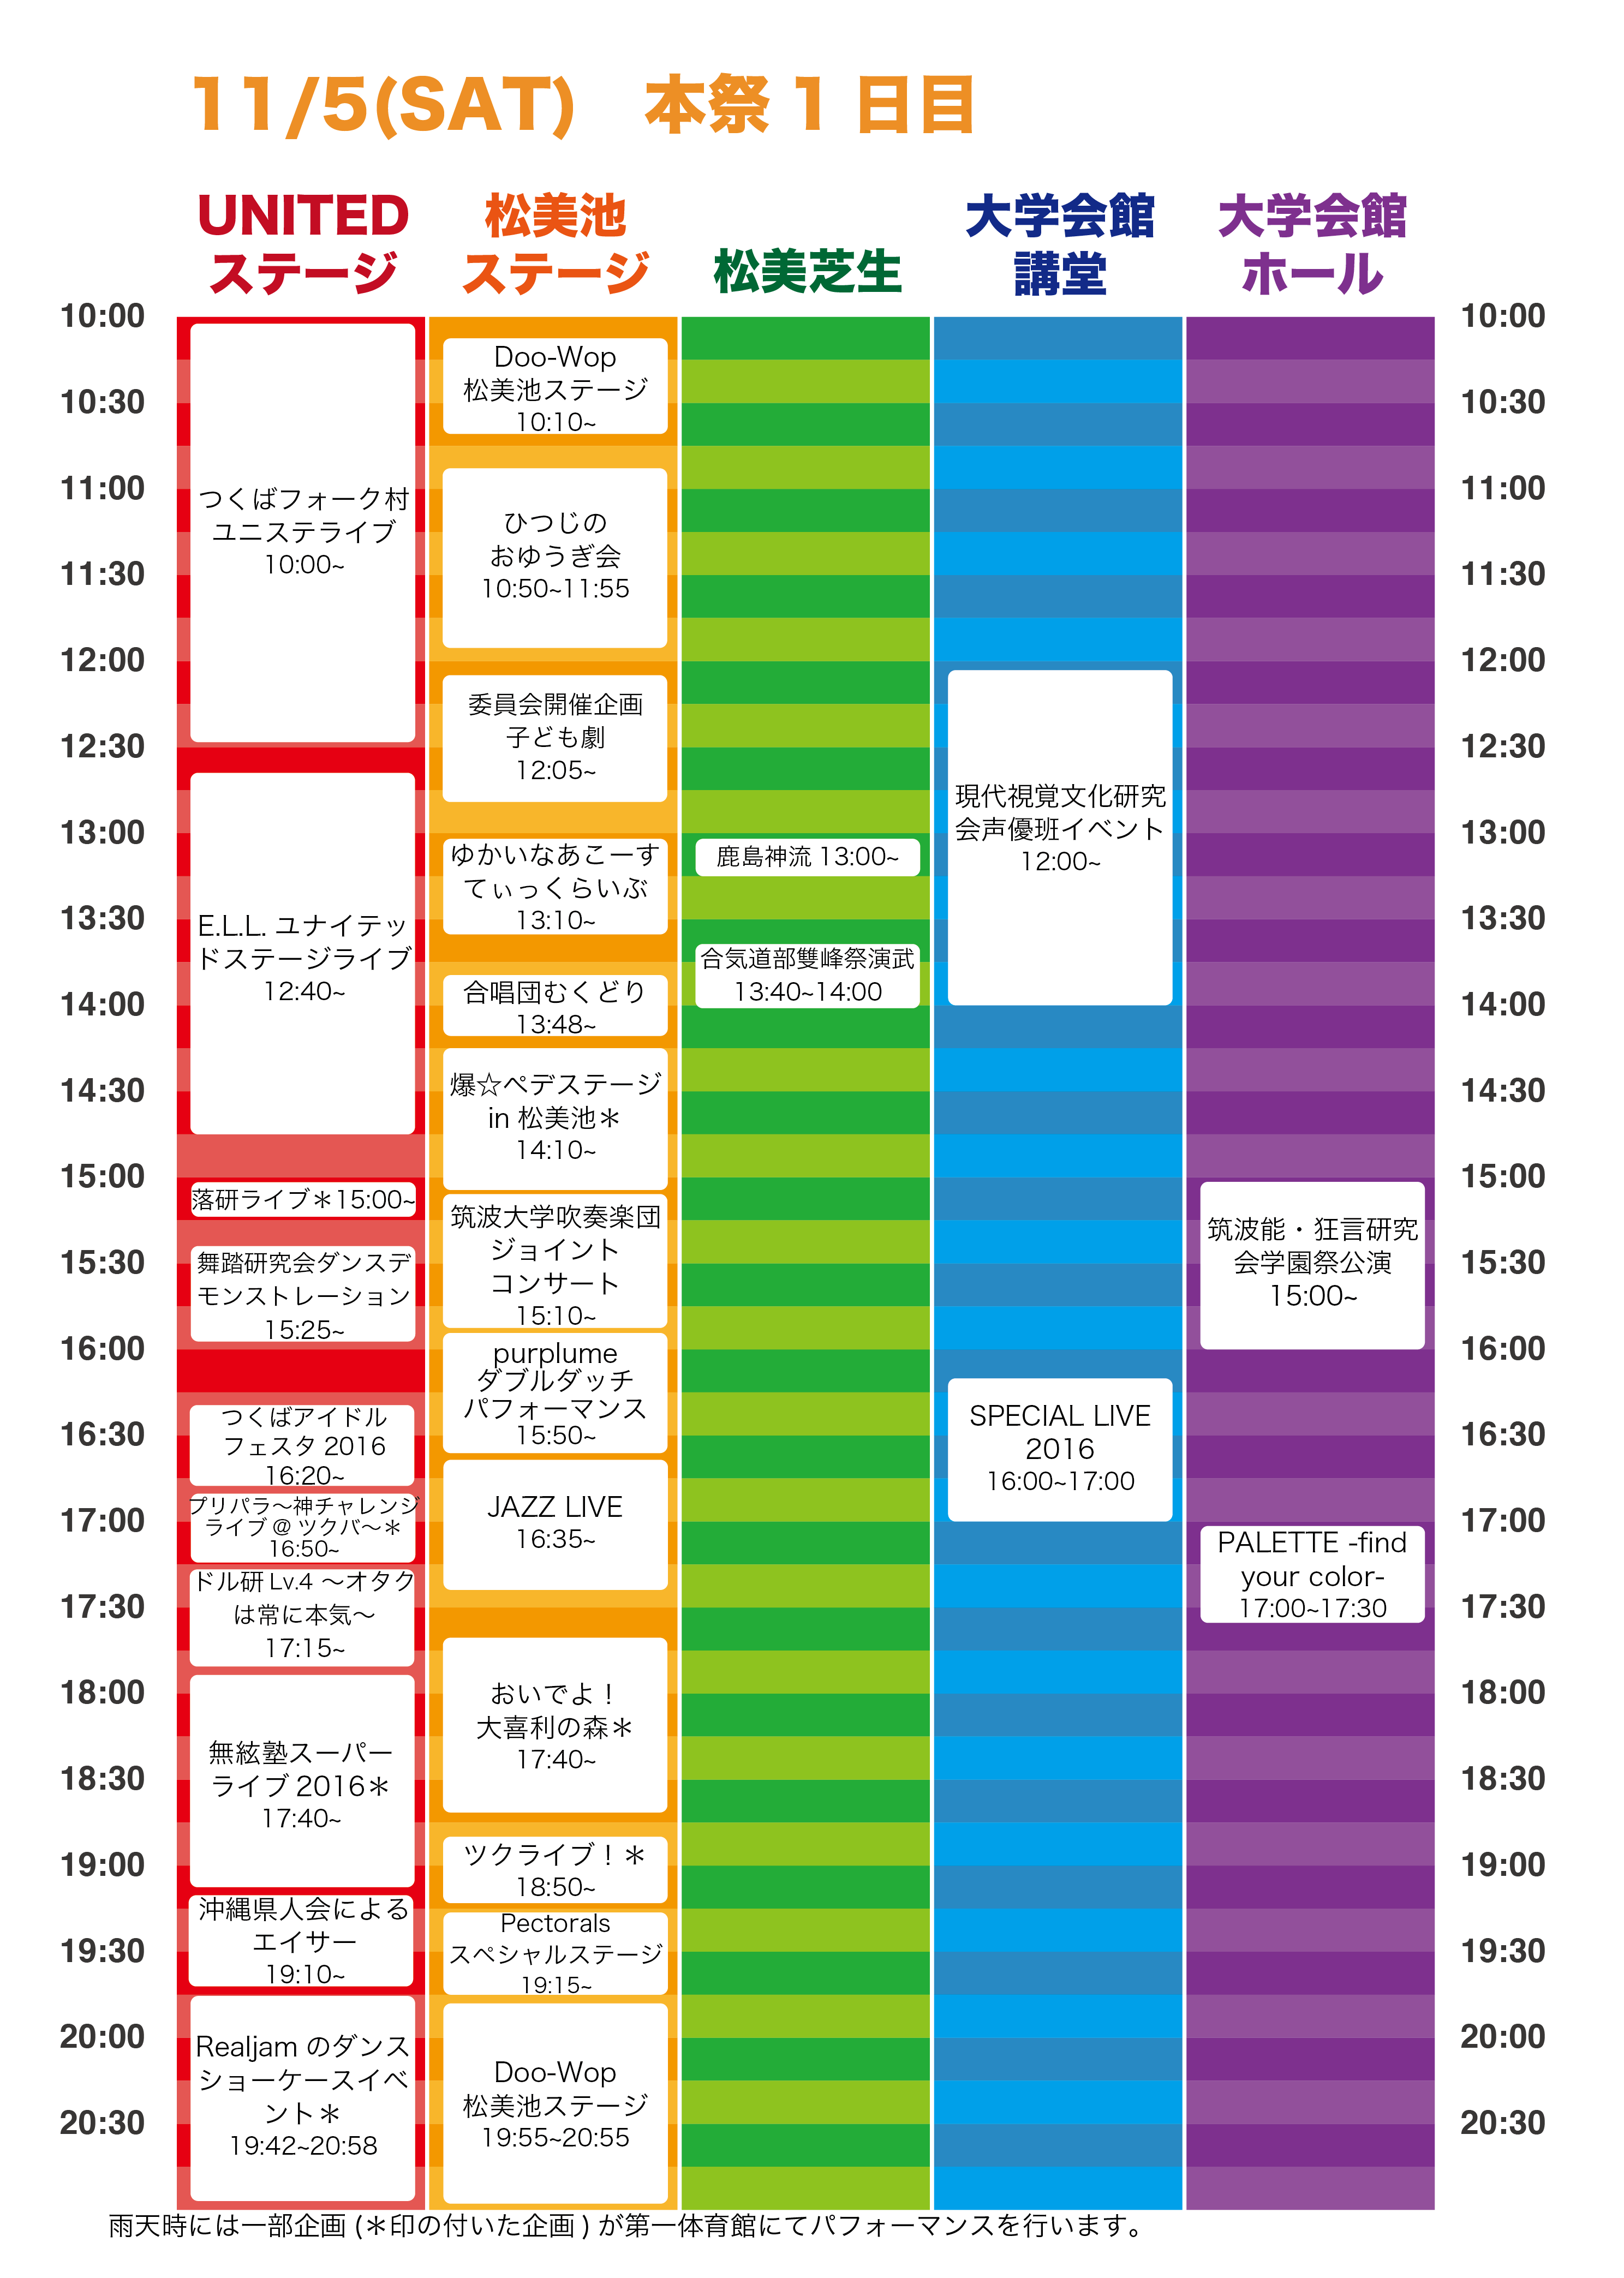 11/5(SAT) 本祭 1 日目
UNITED
ステージ
松美池
ステージ
松美芝生
大学会館
講堂
大学会館
ホール
10:00
10:30
11:00
11:30
12:00
12:30
13:00
13:30
14:00
14:30
15:00
15:30
16:00
16:30
17:00
17:30
18:00
18:30
19:00
19:30
20:00
20:30
つくばフォーク村
ユニステライブ
10:00~
E.L.L. ユナイテッ
ドステージライブ
12:40~
落研ライブ＊15:00~
舞踏研究会ダンスデ
モンストレーション
15:25~
つくばアイドル
フェスタ 2016
16:20~
プリパラ～神チャレンジ
ライブ @ ツクバ～＊
16:50~
ドル研 Lv.4 ～オタク
は常に本気～
17:15~
無絃塾スーパー
ライブ 2016＊
17:40~
沖縄県人会による
エイサー
19:10~
Realjam のダンス
ショーケースイベ
ント＊
19:42~20:58
Doo-Wop
松美池ステージ
10:10~
ひつじの
おゆうぎ会
10:50~11:55
委員会開催企画
子ども劇
12:05~
ゆかいなあこーす
てぃっくらいぶ
13:10~
合唱団むくどり
13:48~
爆☆ペデステージ
in 松美池＊
14:10~
筑波大学吹奏楽団
ジョイント
コンサート
15:10~
purplume
ダブルダッチ
パフォーマンス
15:50~
JAZZ LIVE
16:35~
おいでよ！
大喜利の森＊
17:40~
ツクライブ！＊
18:50~
Pectorals
スペシャルステージ
19:15~
Doo-Wop
松美池ステージ
19:55~20:55
鹿島神流 13:00~
合気道部雙峰祭演武
13:40~14:00
現代視覚文化研究
会声優班イベント
12:00~
SPECIAL LIVE
2016
16:00~17:00
筑波能・狂言研究
会学園祭公演
15:00~
PALETTE -find
your color-
17:00~17:30
10:00
10:30
11:00
11:30
12:00
12:30
13:00
13:30
14:00
14:30
15:00
15:30
16:00
16:30
17:00
17:30
18:00
18:30
19:00
19:30
20:00
20:30
雨天時には一部企画 (＊印の付いた企画 ) が第一体育館にてパフォーマンスを行います。